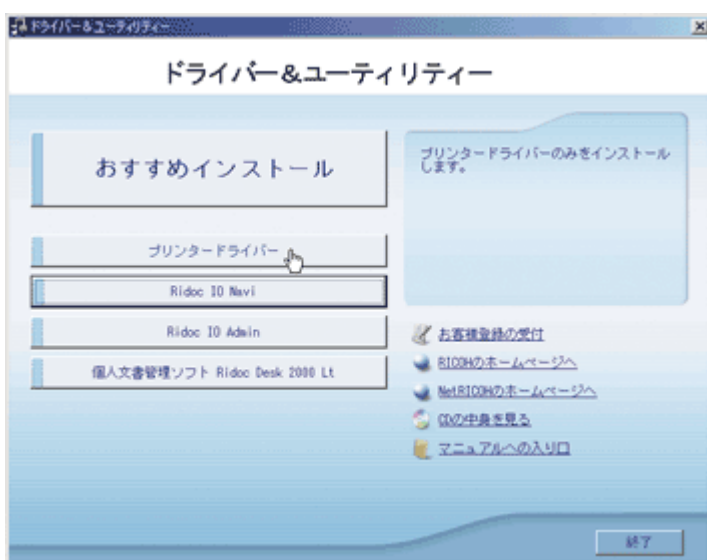 ドライバー&ユーティリティー
ドライバー&ユーティリティー
おすすめインストール
プリンタードライバー
Ridoc IO Navi
Ridoc IO Admin
個人文書管理ソフト Ridoc Desk 2000 Lt
プリンタードライバーのみをインストール
します。
お客様登録の受付
RICOHのホームページへ
NetRICOHのホームページへ
CDの中身を見る
マニュアルへの入り口
終了